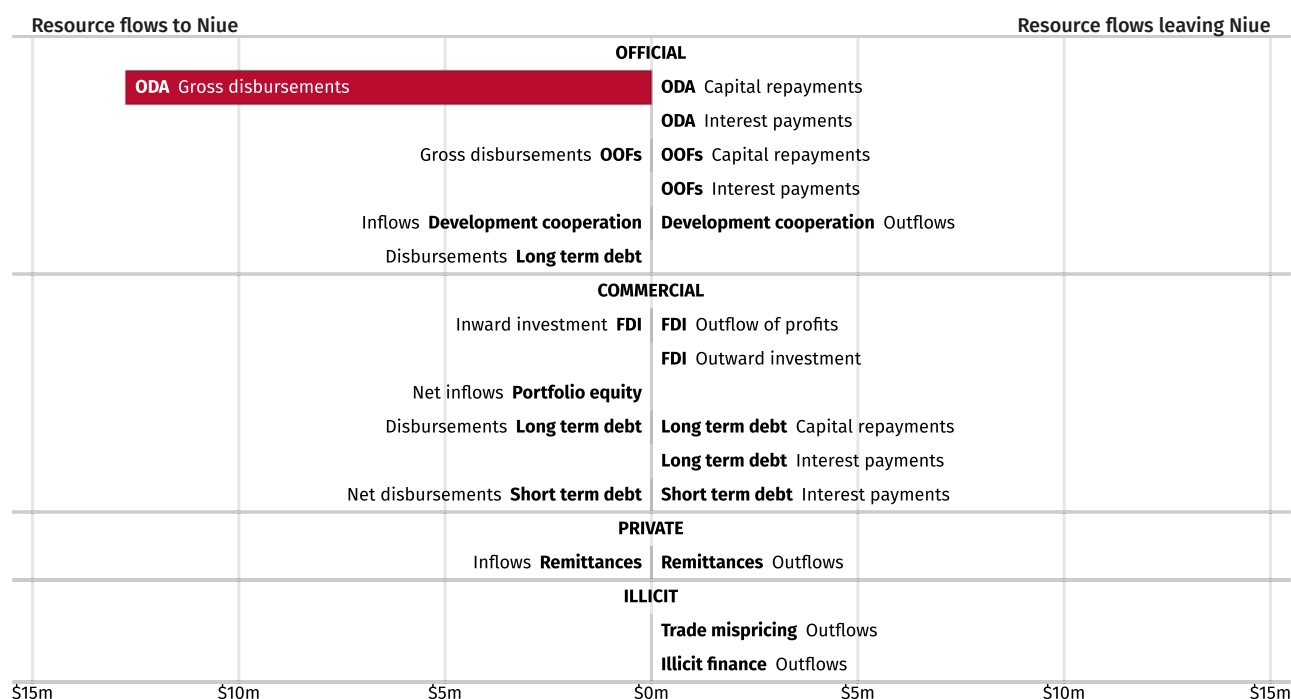 Resource flows to Niue Resource flows leaving Niue
OFFICIAL
ODA Gross disbursements ODA Capital repayments
ODA Interest payments
Gross disbursements OOFs OOFs Capital repayments
OOFs Interest payments
Inflows Development cooperation Development cooperation Outflows
Disbursements Long term debt
COMMERCIAL
Inward investment FDI FDI Outflow of profits
FDI Outward investment
Net inflows Portfolio equity
Disbursements Long term debt Long term debt Capital repayments
Long term debt Interest payments
Net disbursements Short term debt Short term debt Interest payments
PRIVATE
Inflows Remittances Remittances Outflows
ILLICIT
Trade mispricing Outflows
Illicit finance Outflows
$15m $10m $5m $0m $5m $10m $15m